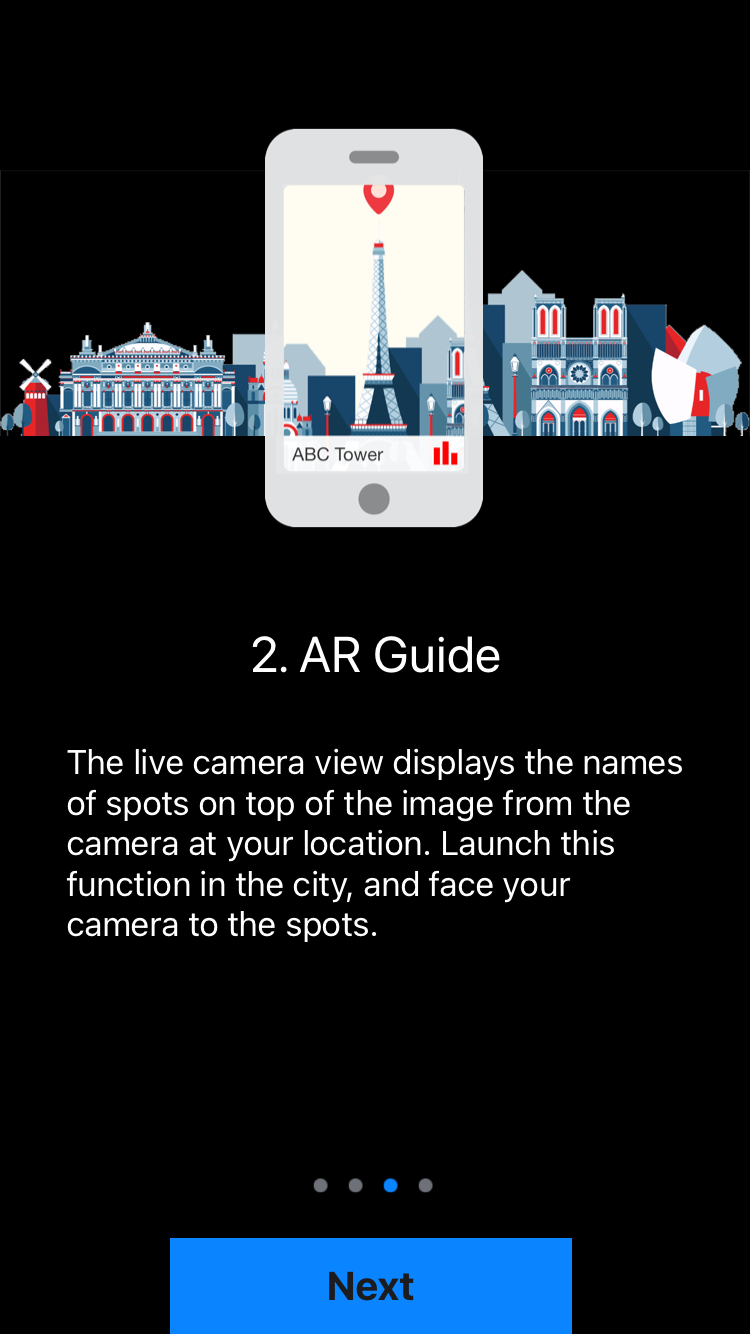 ABC Tower
2. AR Guide
The live camera view displays the names
of spots on top of the image from the
camera at your location. Launch this
function in the city, and face your
camera to the spots.
Next